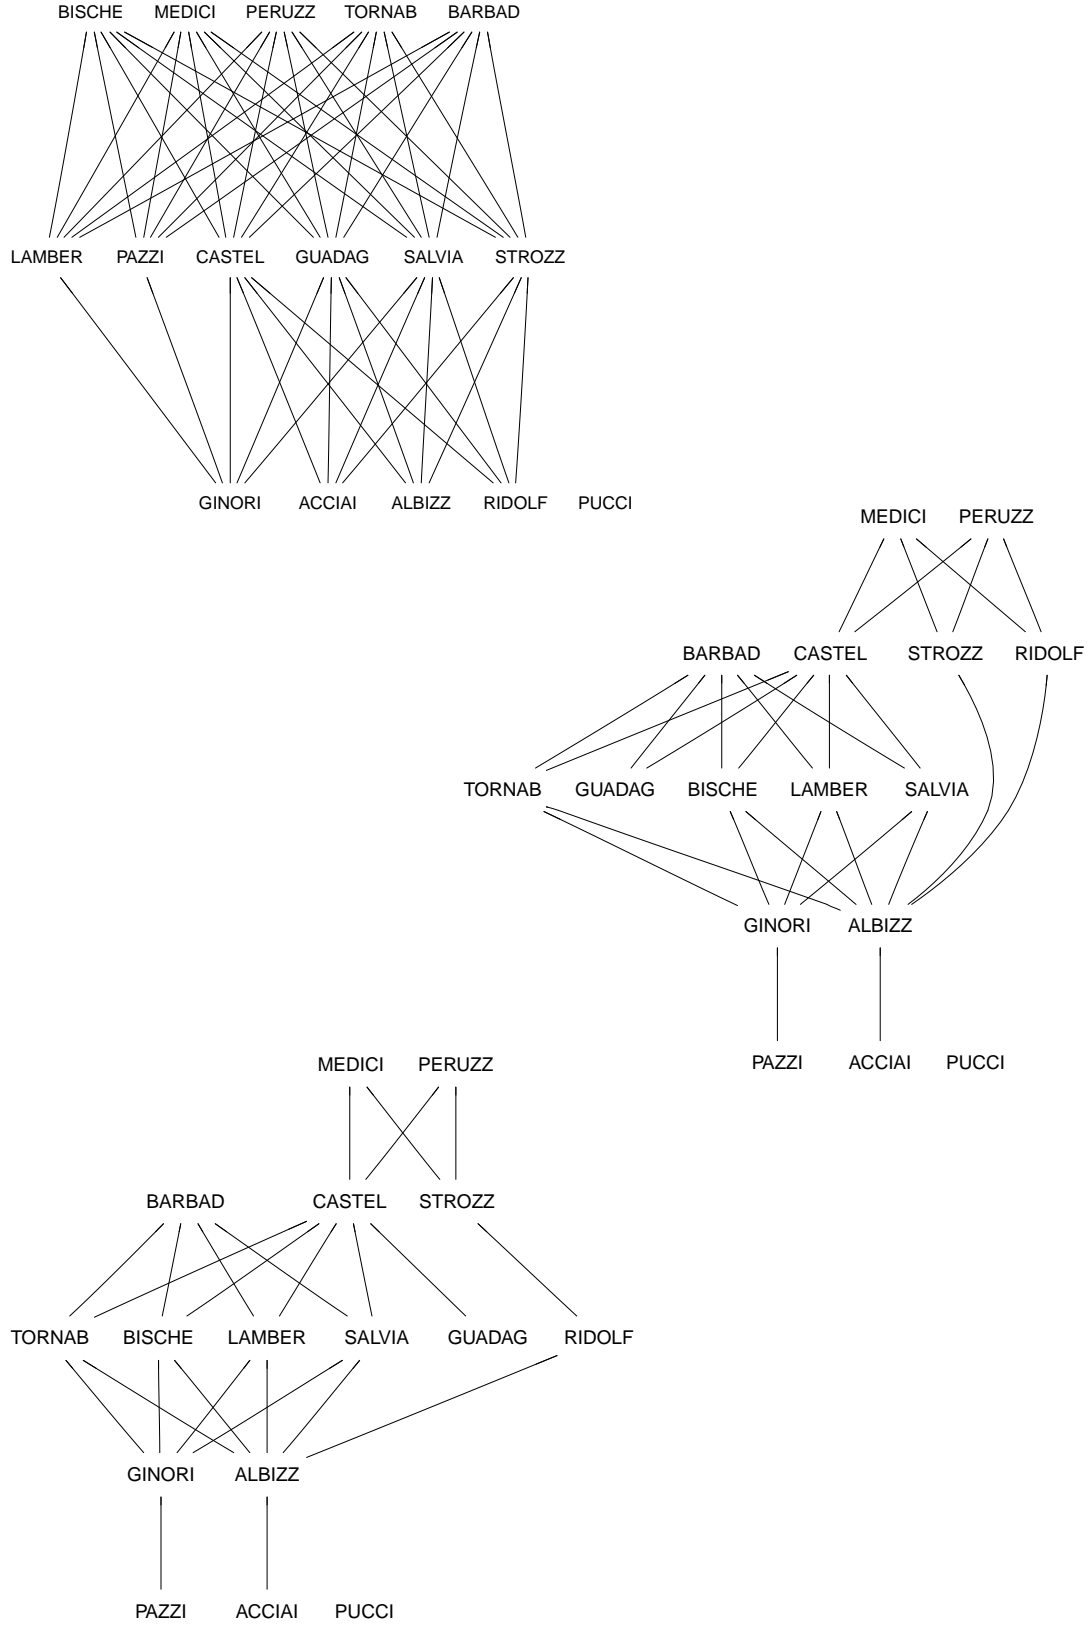 BISCHE MEDICI PERUZZ TORNAB BARBAD
LAMBER PAZZI CASTEL GUADAG SALVIA STROZZ
GINORI ACCIAI ALBIZZ RIDOLF PUCCI
MEDICI PERUZZ
BARBAD CASTEL STROZZ RIDOLF
TORNAB GUADAG BISCHE LAMBER SALVIA
GINORI ALBIZZ
PAZZI ACCIAI PUCCI
MEDICI PERUZZ
BARBAD CASTEL STROZZ
TORNAB BISCHE LAMBER SALVIA GUADAG RIDOLF
GINORI ALBIZZ
PAZZI ACCIAI PUCCI